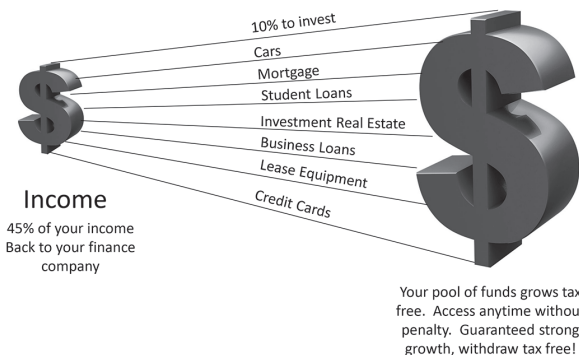 10% to invest
Cars
Mortgage
Student Loans
Investment Real Estate
Business Loans
Lease Equipment
Credit Cards
Income
45% of your income
Back to your finance
company
Your pool of funds grows tax
free. Access anytime withou
penalty. Guaranteed strong
growth, withdraw tax free!